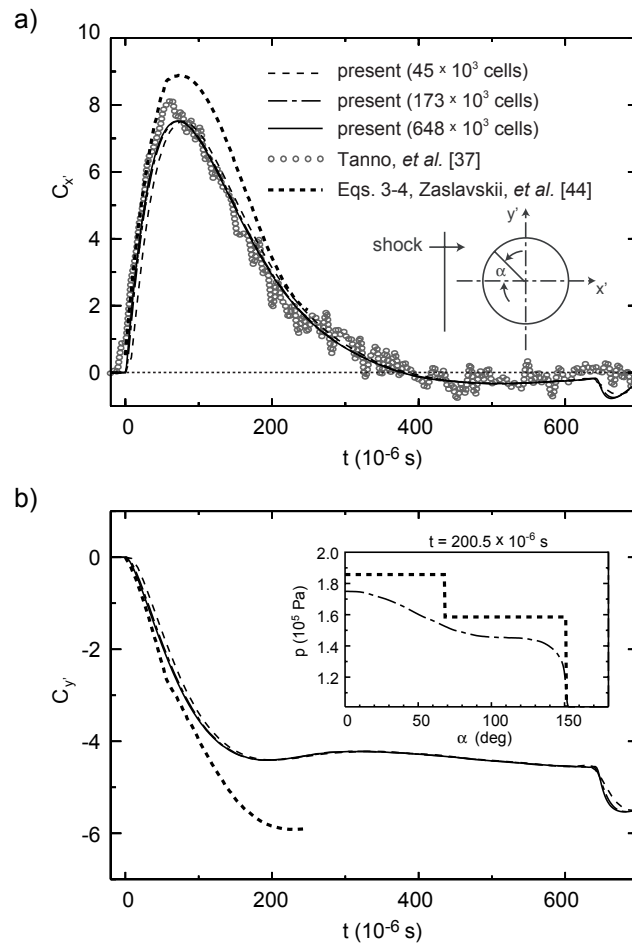 a)
10
8
6
4
2
0
C_x'
present (45 × 10³ cells)
present (173 × 10³ cells)
present (648 × 10³ cells)
Tanno, et al. [37]
Eqs. 3-4, Zaslavskii, et al. [44]
y'
shock
α
x'
0 200 400 600
t (10⁻⁶ s)
b)
0
-2
-4
-6
C_y'
t = 200.5 × 10⁻⁶ s
2.0
1.8
1.6
1.4
1.2
p (10⁵ Pa)
0 50 100 150
α (deg)
0 200 400 600
t (10⁻⁶ s)